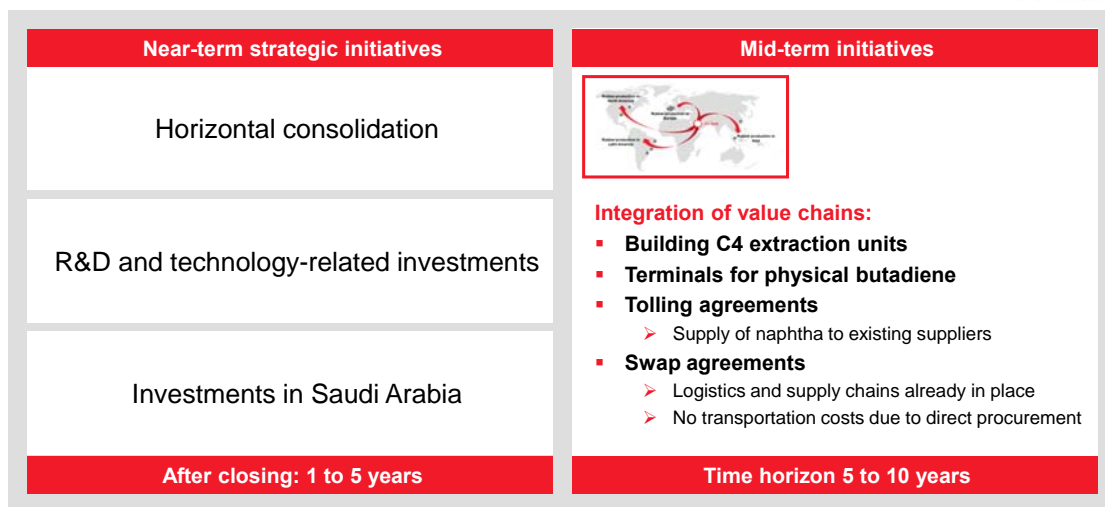 Near-term strategic initiatives
Horizontal consolidation
R&D and technology-related investments
Investments in Saudi Arabia
After closing: 1 to 5 years
Mid-term initiatives
Integration of value chains:
▪ Building C4 extraction units
▪ Terminals for physical butadiene
▪ Tolling agreements
➢ Supply of naphtha to existing suppliers
▪ Swap agreements
➢ Logistics and supply chains already in place
➢ No transportation costs due to direct procurement
Time horizon 5 to 10 years